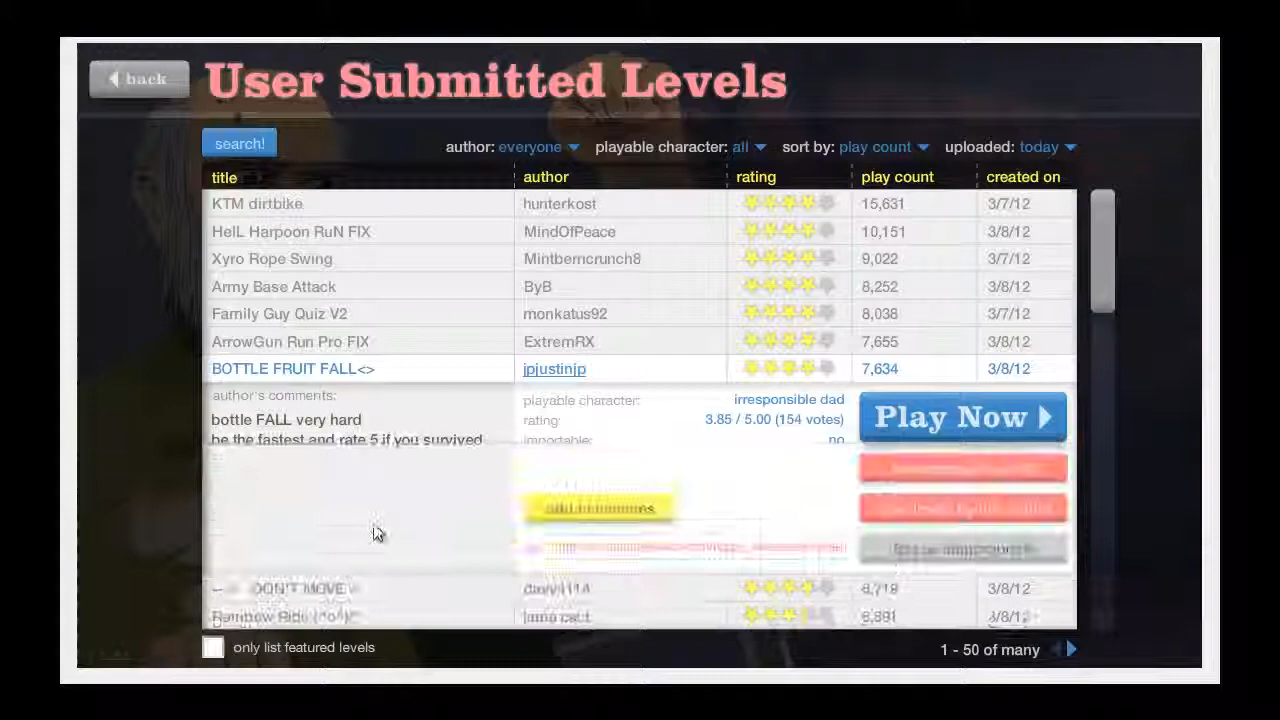 back
User Submitted Levels
search!
author: everyone playable character: all sort by: play count uploaded: today
title author rating play count created on
KTM dirtbike hunterkost 15,631 3/7/12
HelL Harpoon RuN FIX MindOfPeace 10,151 3/8/12
Xyro Rope Swing Mintberncrunch8 9,022 3/7/12
Army Base Attack ByB 8,252 3/8/12
Family Guy Quiz V2 monkatus92 8,038 3/7/12
ArrowGun Run Pro FIX ExtremRX 7,655 3/8/12
BOTTLE FRUIT FALL<> jpjustinjp 7,634 3/8/12
author's comments:
bottle FALL very hard
be the fastest and rate 5 if you survived
playable character: irresponsible dad
rating: 3.85 / 5.00 (154 votes)
importable: no
Play Now
DON'T MOVE 3/8/12
Rainbow Ride
only list featured levels
1 - 50 of many